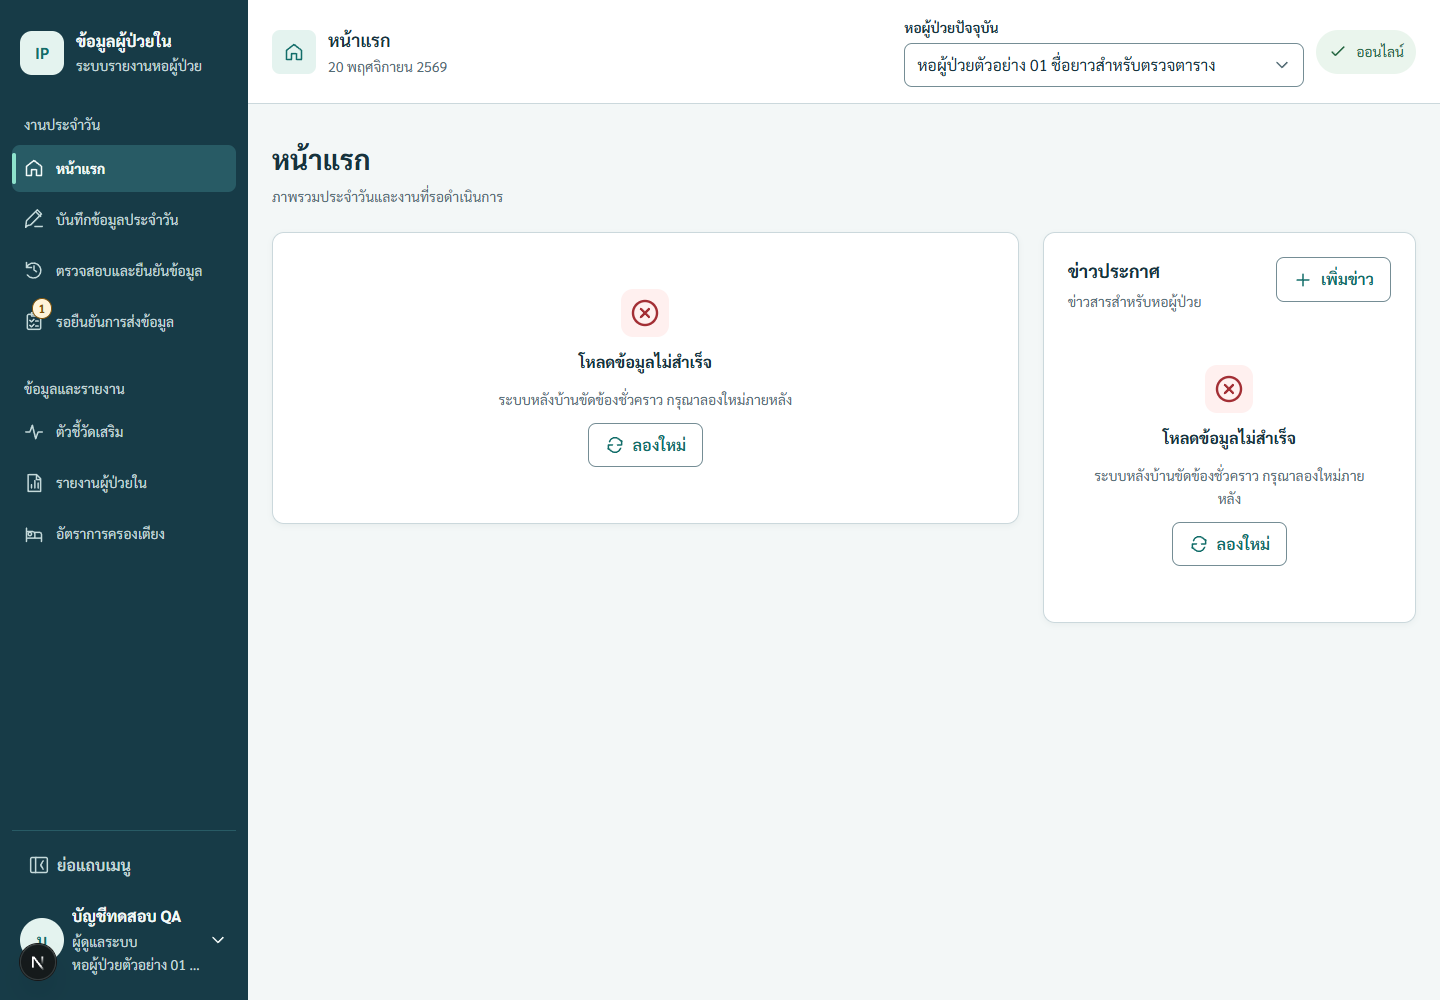 IP
ข้อมูลผู้ป่วยใน
ระบบรายงานหอผู้ป่วย
งานประจำวัน
หน้าแรก
บันทึกข้อมูลประจำวัน
ตรวจสอบและยืนยันข้อมูล
1
รอยืนยันการส่งข้อมูล
ข้อมูลและรายงาน
ตัวชี้วัดเสริม
รายงานผู้ป่วยใน
อัตราการครองเตียง
ย่อแถบเมนู
บัญชีทดสอบ QA
ผู้ดูแลระบบ
หอผู้ป่วยตัวอย่าง 01 ...
N
หน้าแรก
20 พฤศจิกายน 2569
หอผู้ป่วยปัจจุบัน
หอผู้ป่วยตัวอย่าง 01 ชื่อยาวสำหรับตรวจตาราง
ออนไลน์
หน้าแรก
ภาพรวมประจำวันและงานที่รอดำเนินการ
โหลดข้อมูลไม่สำเร็จ
ระบบหลังบ้านขัดข้องชั่วคราว กรุณาลองใหม่ภายหลัง
ลองใหม่
ข่าวประกาศ
ข่าวสารสำหรับหอผู้ป่วย
เพิ่มข่าว
โหลดข้อมูลไม่สำเร็จ
ระบบหลังบ้านขัดข้องชั่วคราว กรุณาลองใหม่ภาย
หลัง
ลองใหม่